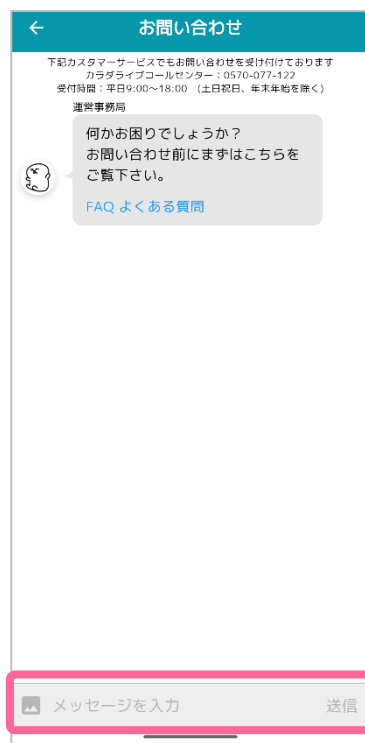 お問い合わせ
下記カスタマーサービスでもお問い合わせを受け付けております
カラダライブコールセンター：0570-077-122
受付時間：平日9:00〜18:00　(土日祝日、年末年始を除く)
運営事務局
何かお困りでしょうか？
お問い合わせ前にまずはこちらを
ご覧下さい。
FAQ よくある質問
メッセージを入力
送信